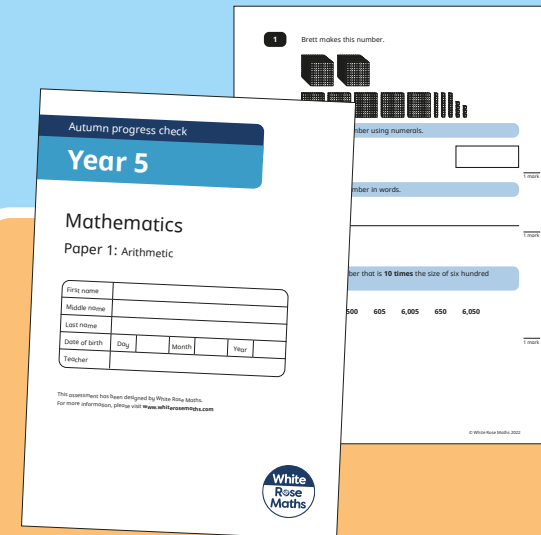 Autumn progress check
Year 5
Mathematics
Paper 1: Arithmetic
First name
Middle name
Last name
Date of birth Day Month Year
Teacher
This assessment has been designed by White Rose Maths.
For more information, please visit www.whiterosemaths.com
White
Rose
Maths
1 Brett makes this number.
using numerals.
in words.
1 mark
1 mark
that is 10 times the size of six hundred
605 6,005 650 6,050
1 mark
© White Rose Maths 2022